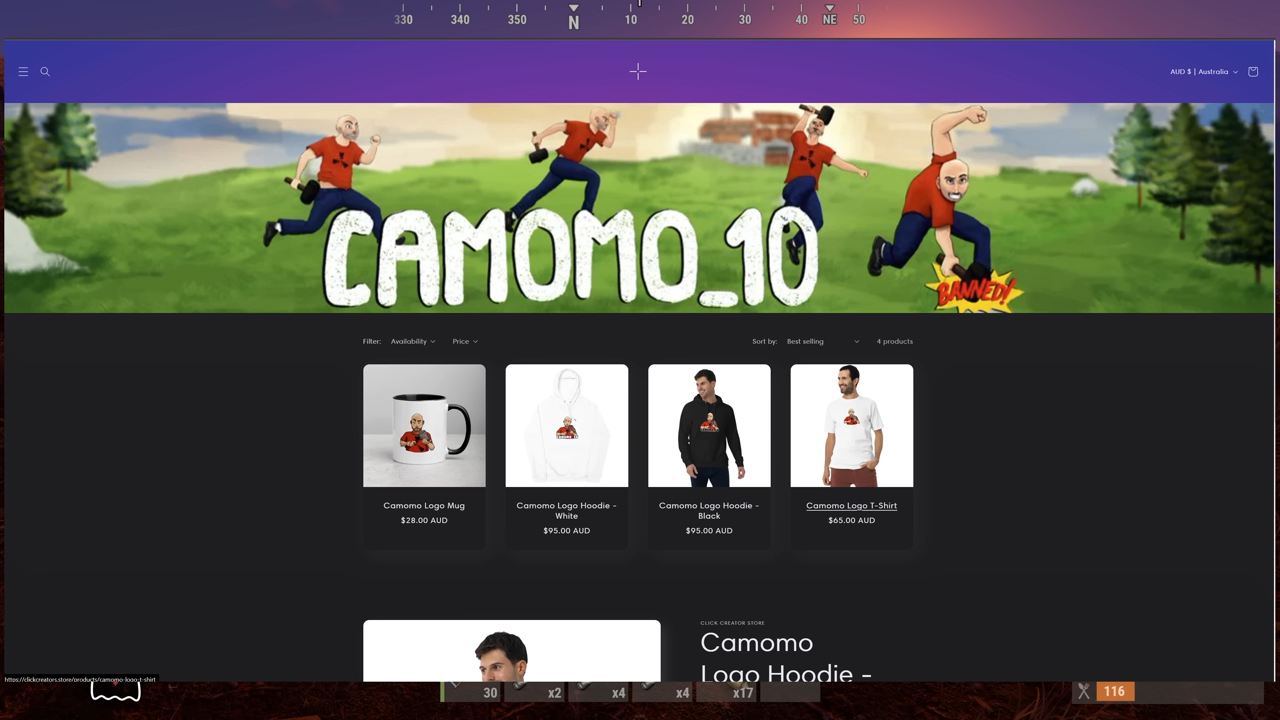 330 340 350 N 10 20 30 40 NE 50
AUD $ | Australia
CAMOMO_10
BANNED!
Filter: Availability Price Sort by: Best selling 4 products
Camomo Logo Mug
$28.00 AUD
Camomo Logo Hoodie -
White
$95.00 AUD
Camomo Logo Hoodie -
Black
$95.00 AUD
Camomo Logo T-Shirt
$65.00 AUD
CLICK CREATOR STORE
Camomo
Logo Hoodie -
https://clickcreators.store/products/camomo-logo-t-shirt
30 x2 x4 x4 x17
116